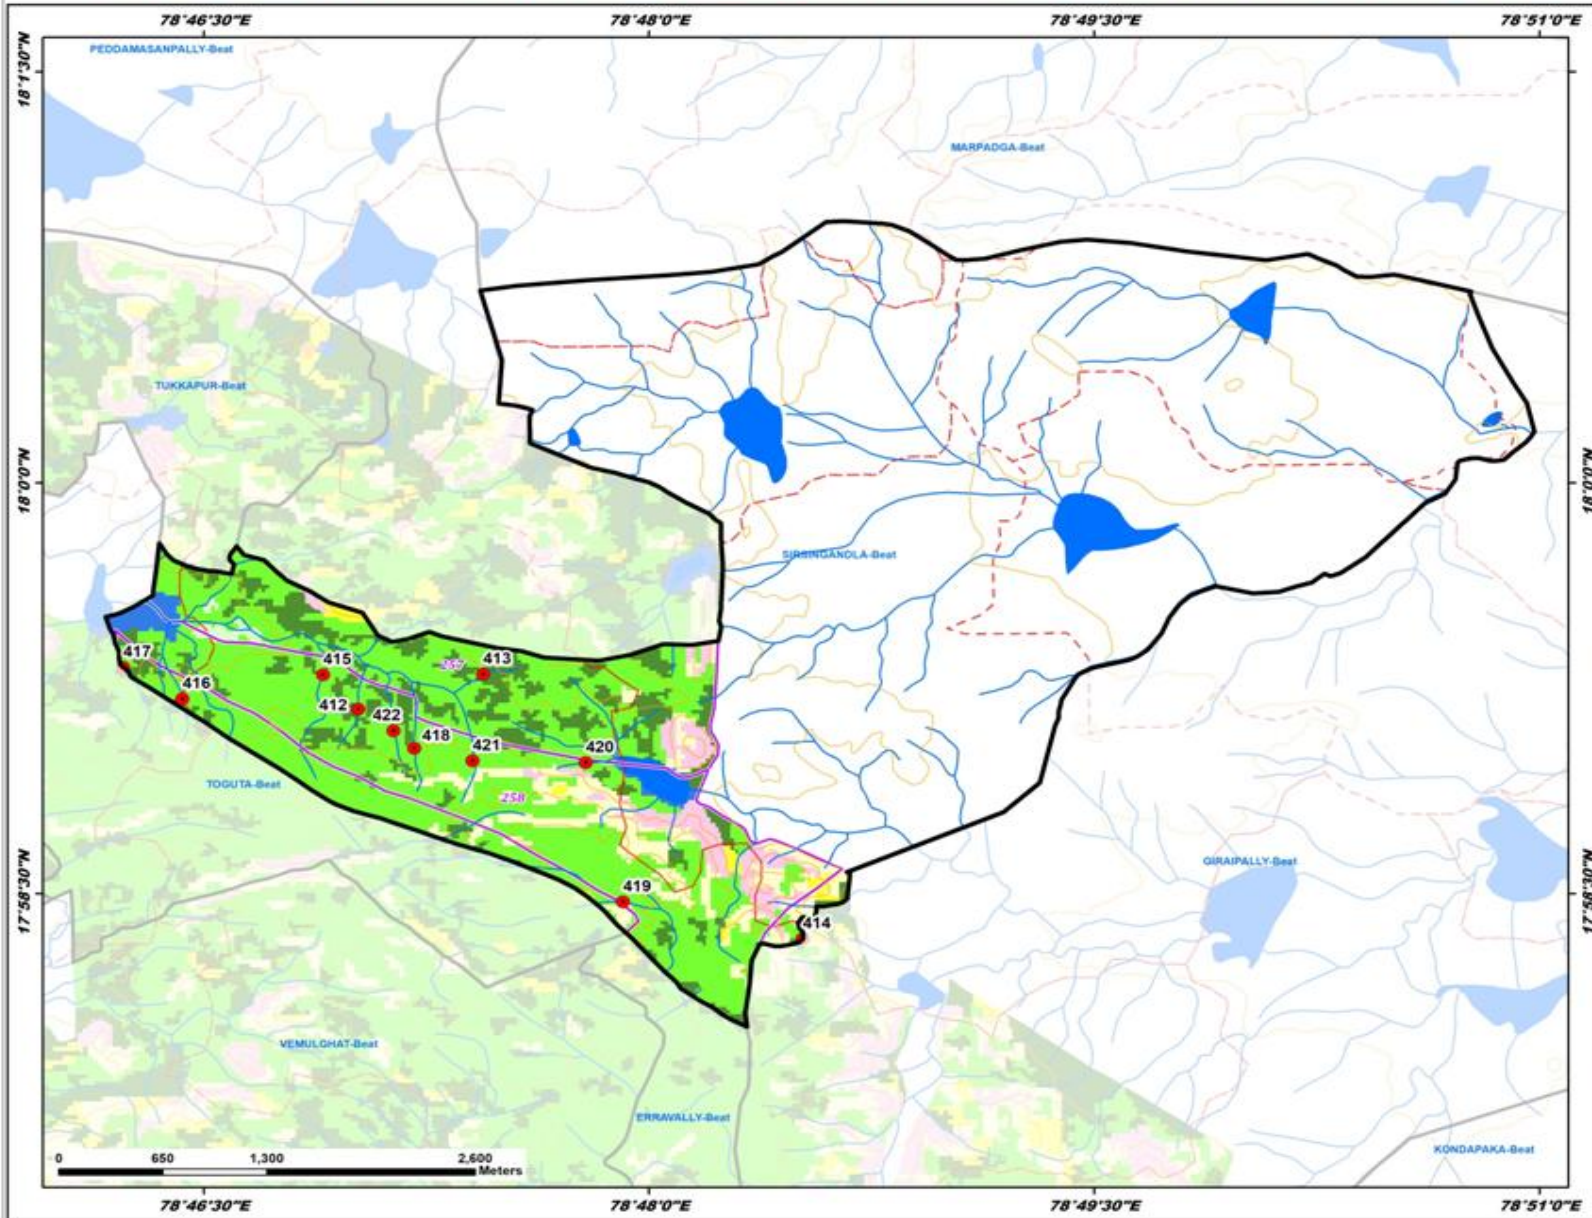 78°46'30"E
78°48'0"E
78°49'30"E
78°51'0"E
18°1'30"N
PEDDAMASANPALLY-Beat
MARPADGA-Beat
TUKKAPUR-Beat
18°0'0"N
18°0'0"N
SIRSINGANDLA-Beat
417
415
257
413
416
412
422
418
421
420
TOGUTA-Beat
258
GIRAIPALLY-Beat
17°58'30"N
17°58'30"N
419
414
VEMULGHAT-Beat
ERRAVALLY-Beat
KONDAPAKA-Beat
0
650
1,300
2,600
Meters
78°46'30"E
78°48'0"E
78°49'30"E
78°51'0"E